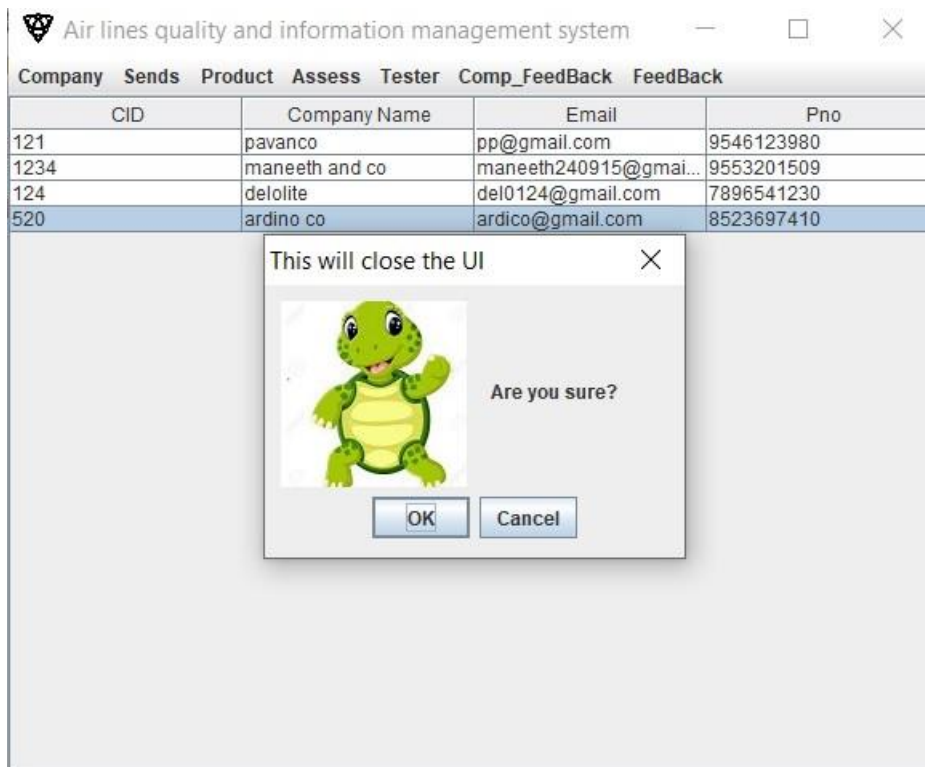 Air lines quality and information management system
Company Sends Product Assess Tester Comp_FeedBack FeedBack
CID Company Name Email Pno
121 pavanco pp@gmail.com 9546123980
1234 maneeth and co maneeth240915@gmai... 9553201509
124 delolite del0124@gmail.com 7896541230
520 ardino co ardico@gmail.com 8523697410
This will close the UI
Are you sure?
OK Cancel